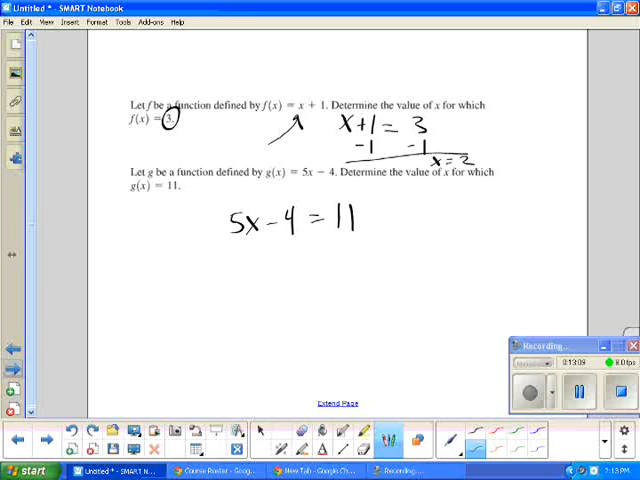 Untitled * - SMART Notebook
File Edit View Insert Format Tools Add-ons Help
Let f be a function defined by f(x) = x + 1. Determine the value of x for which
f(x) = 3.
x+1 = 3
-1 -1
x = 2
Let g be a function defined by g(x) = 5x − 4. Determine the value of x for which
g(x) = 11.
5x - 4 = 11
Recording...
0:13:09 8.0 fps
Extend Page
start Untitled * - SMART N... Course Roster - Goog... New Tab - Google Ch... Recording... 2:13 PM